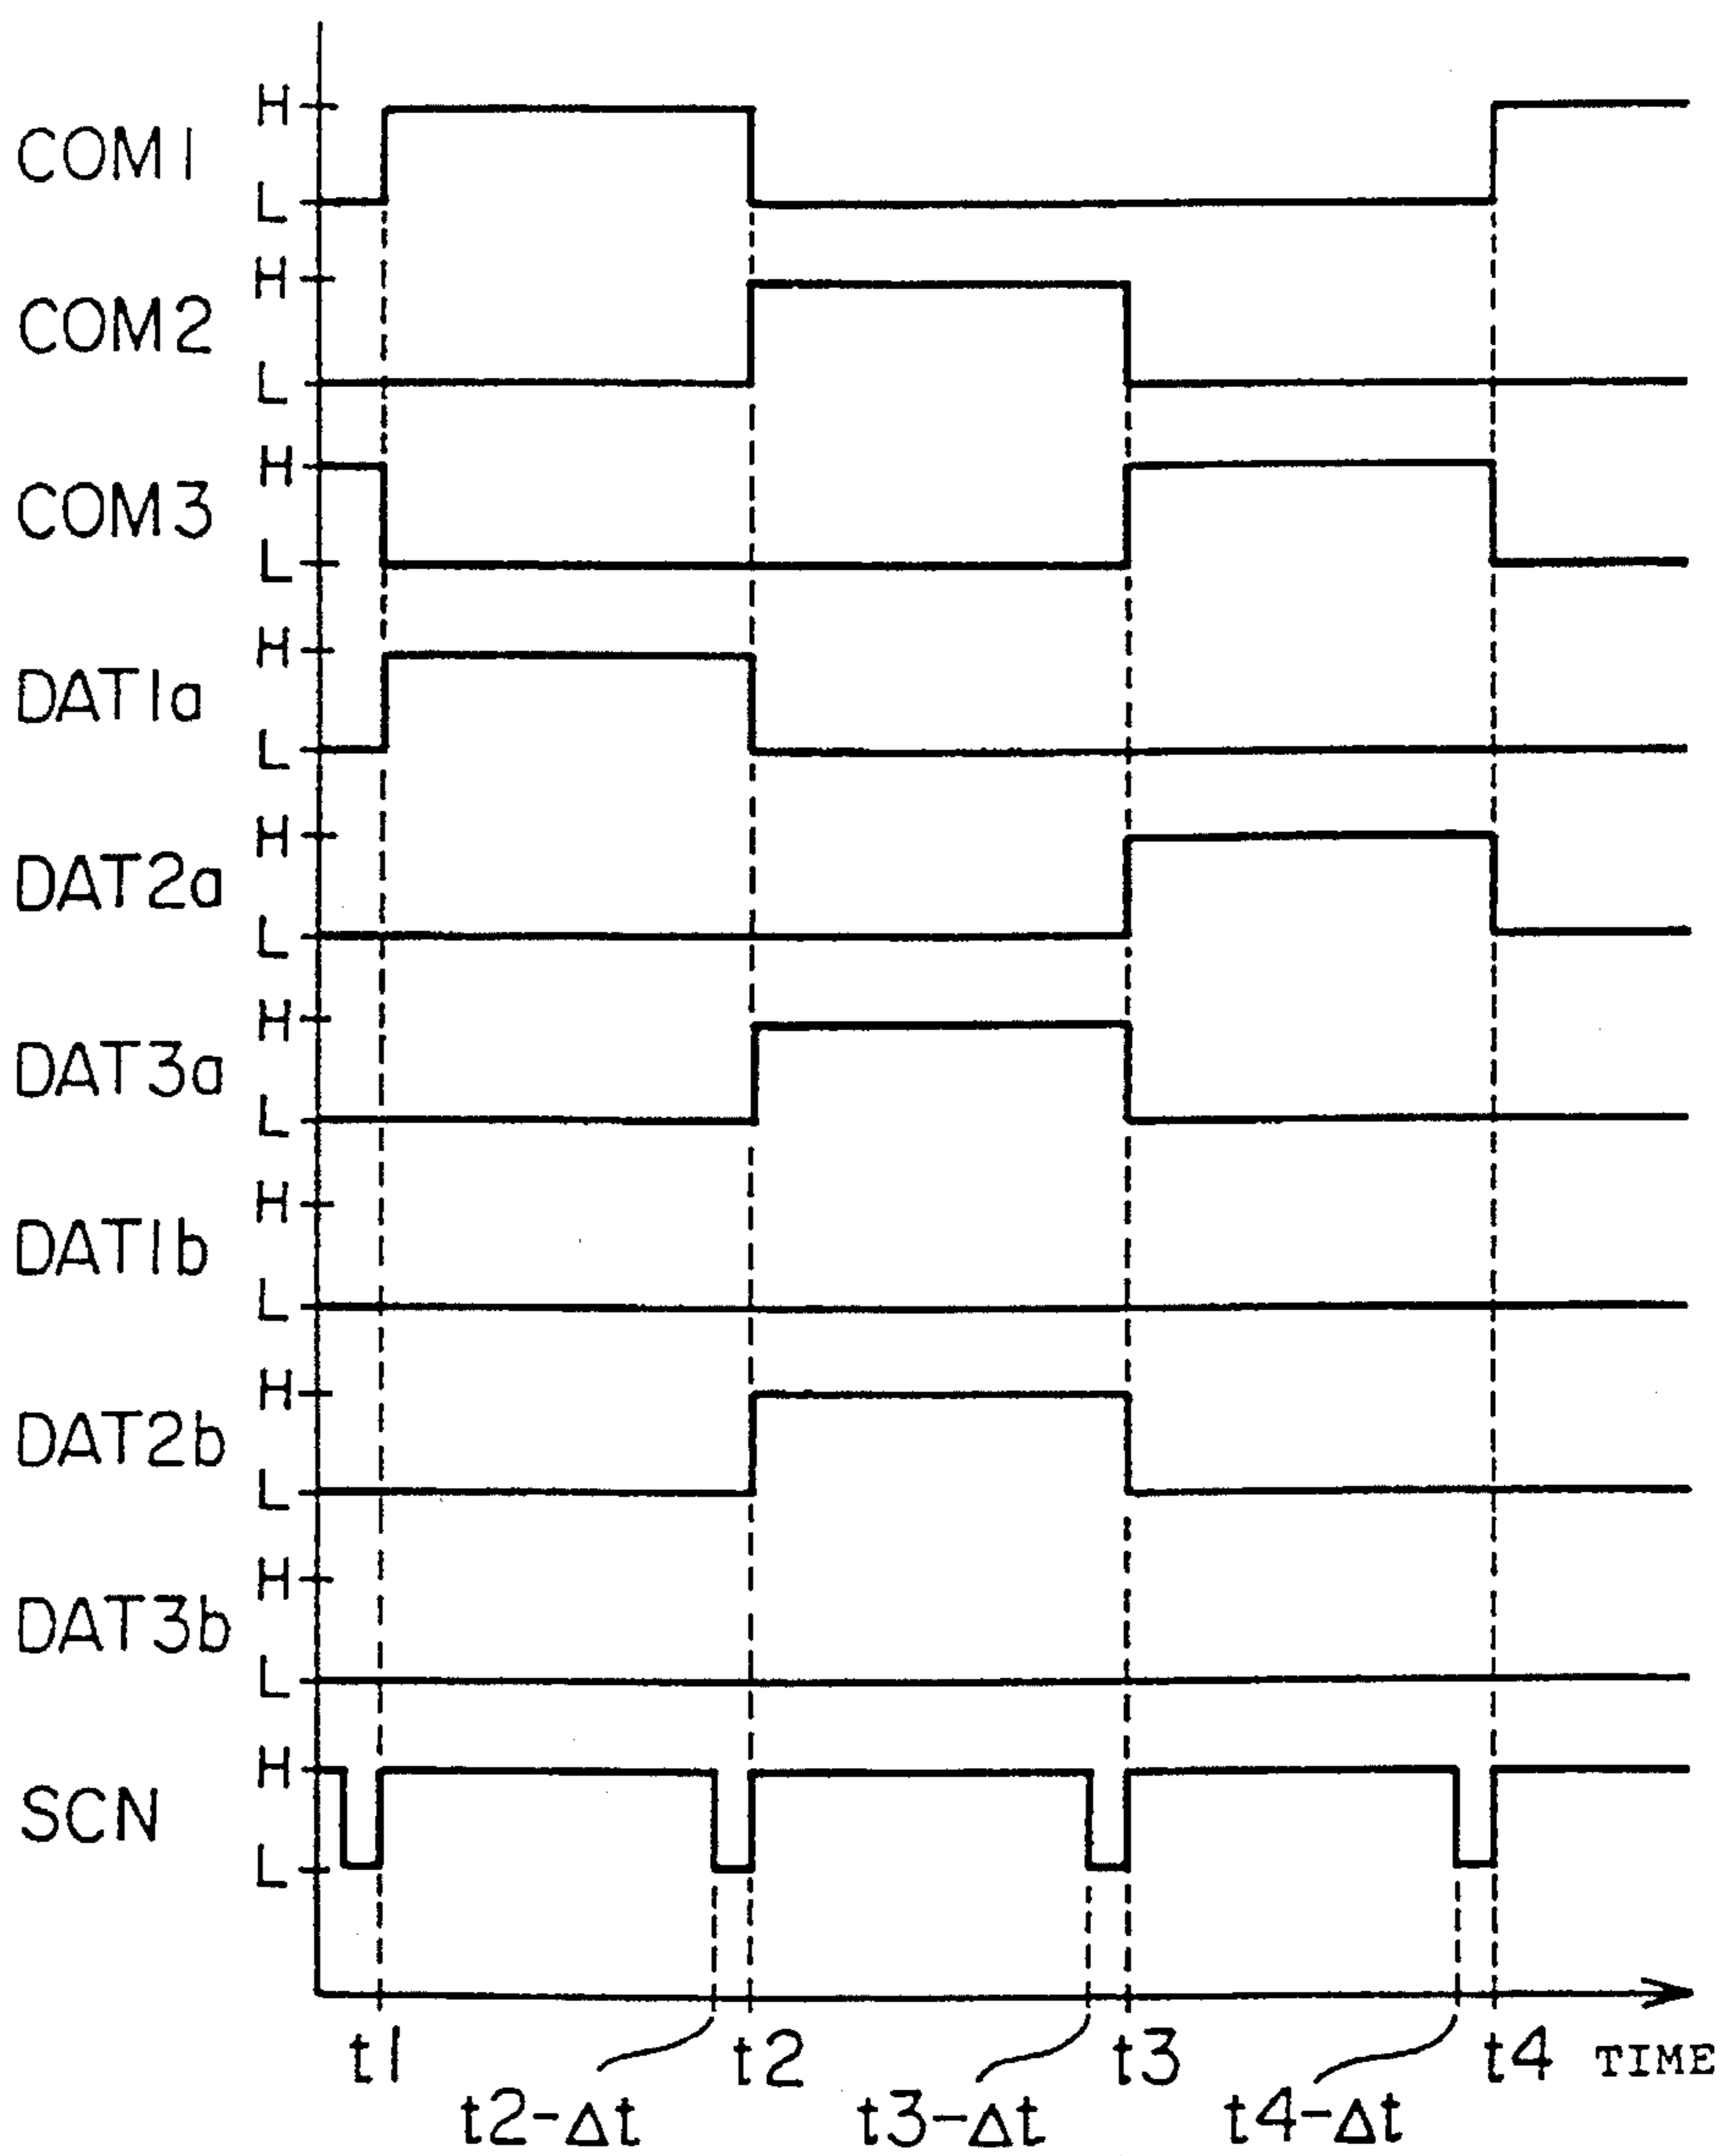 H
COM1
L
H
COM2
L
H
COM3
L
H
DAT1a
L
H
DAT2a
L
H
DAT3a
L
H
DAT1b
L
H
DAT2b
L
H
DAT3b
L
H
SCN
L
t1 t2 t3 t4 TIME
t2-Δt t3-Δt t4-Δt